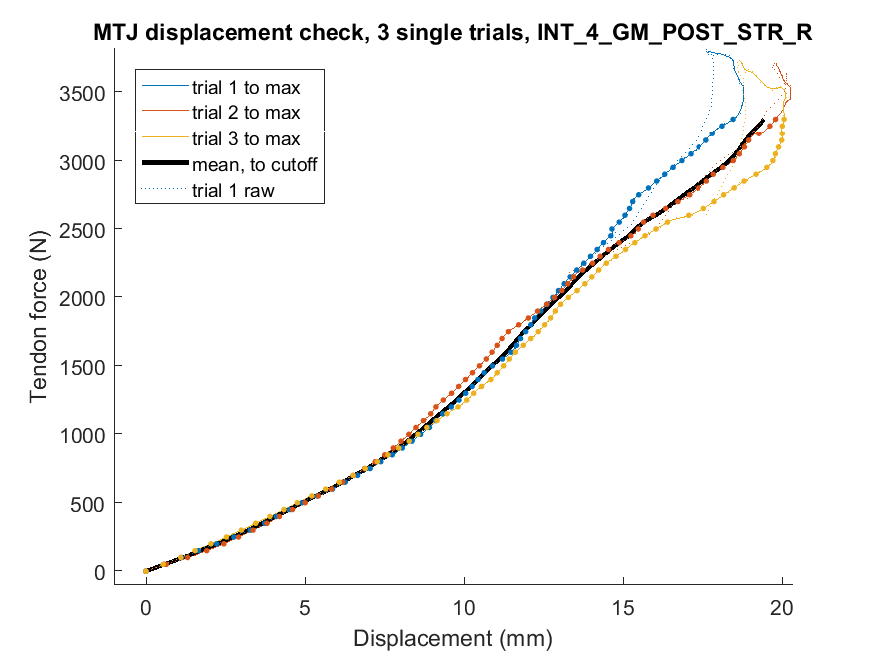 MTJ displacement check, 3 single trials, INT_4_GM_POST_STR_R
trial 1 to max
trial 2 to max
trial 3 to max
mean, to cutoff
trial 1 raw
Tendon force (N)
3500
3000
2500
2000
1500
1000
500
0
0 5 10 15 20
Displacement (mm)